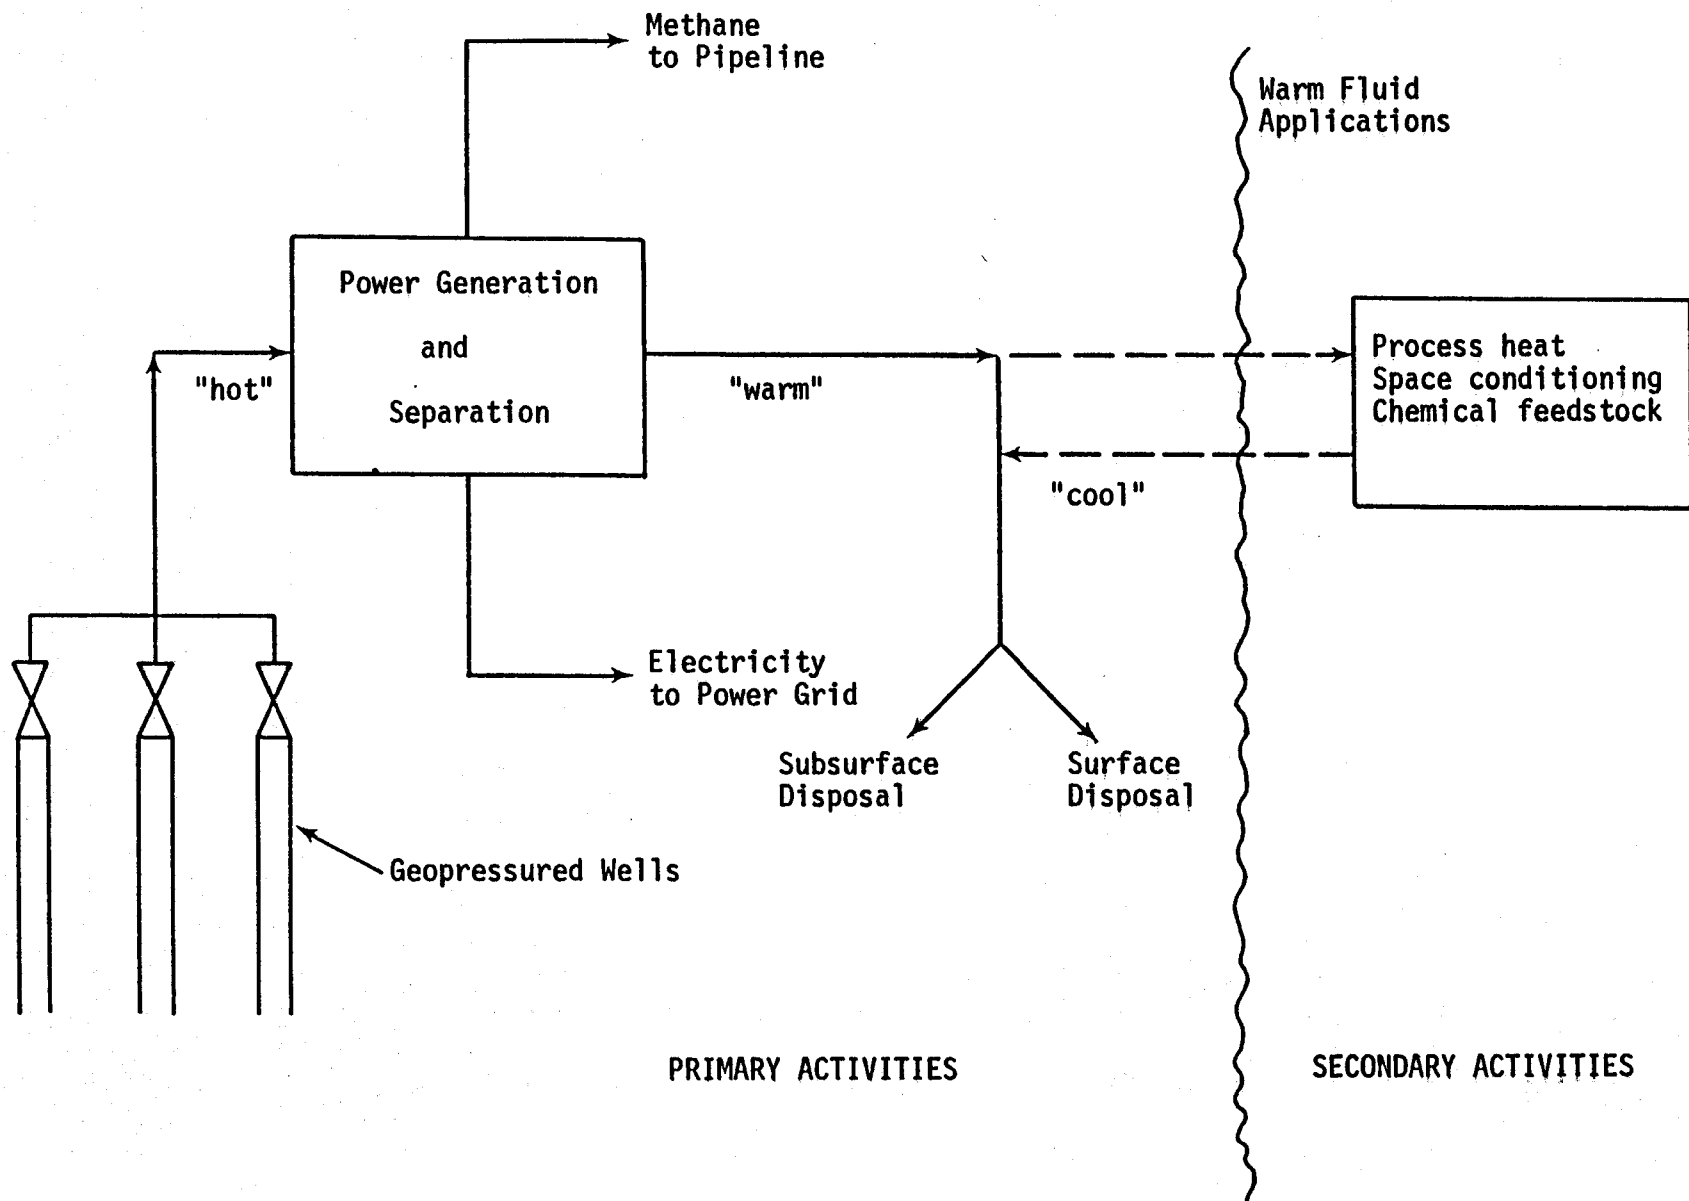 Methane
to Pipeline
Warm Fluid
Applications
Power Generation
and
Separation
"hot"
"warm"
Process heat
Space conditioning
Chemical feedstock
"cool"
Electricity
to Power Grid
Subsurface
Disposal
Surface
Disposal
Geopressured Wells
PRIMARY ACTIVITIES
SECONDARY ACTIVITIES